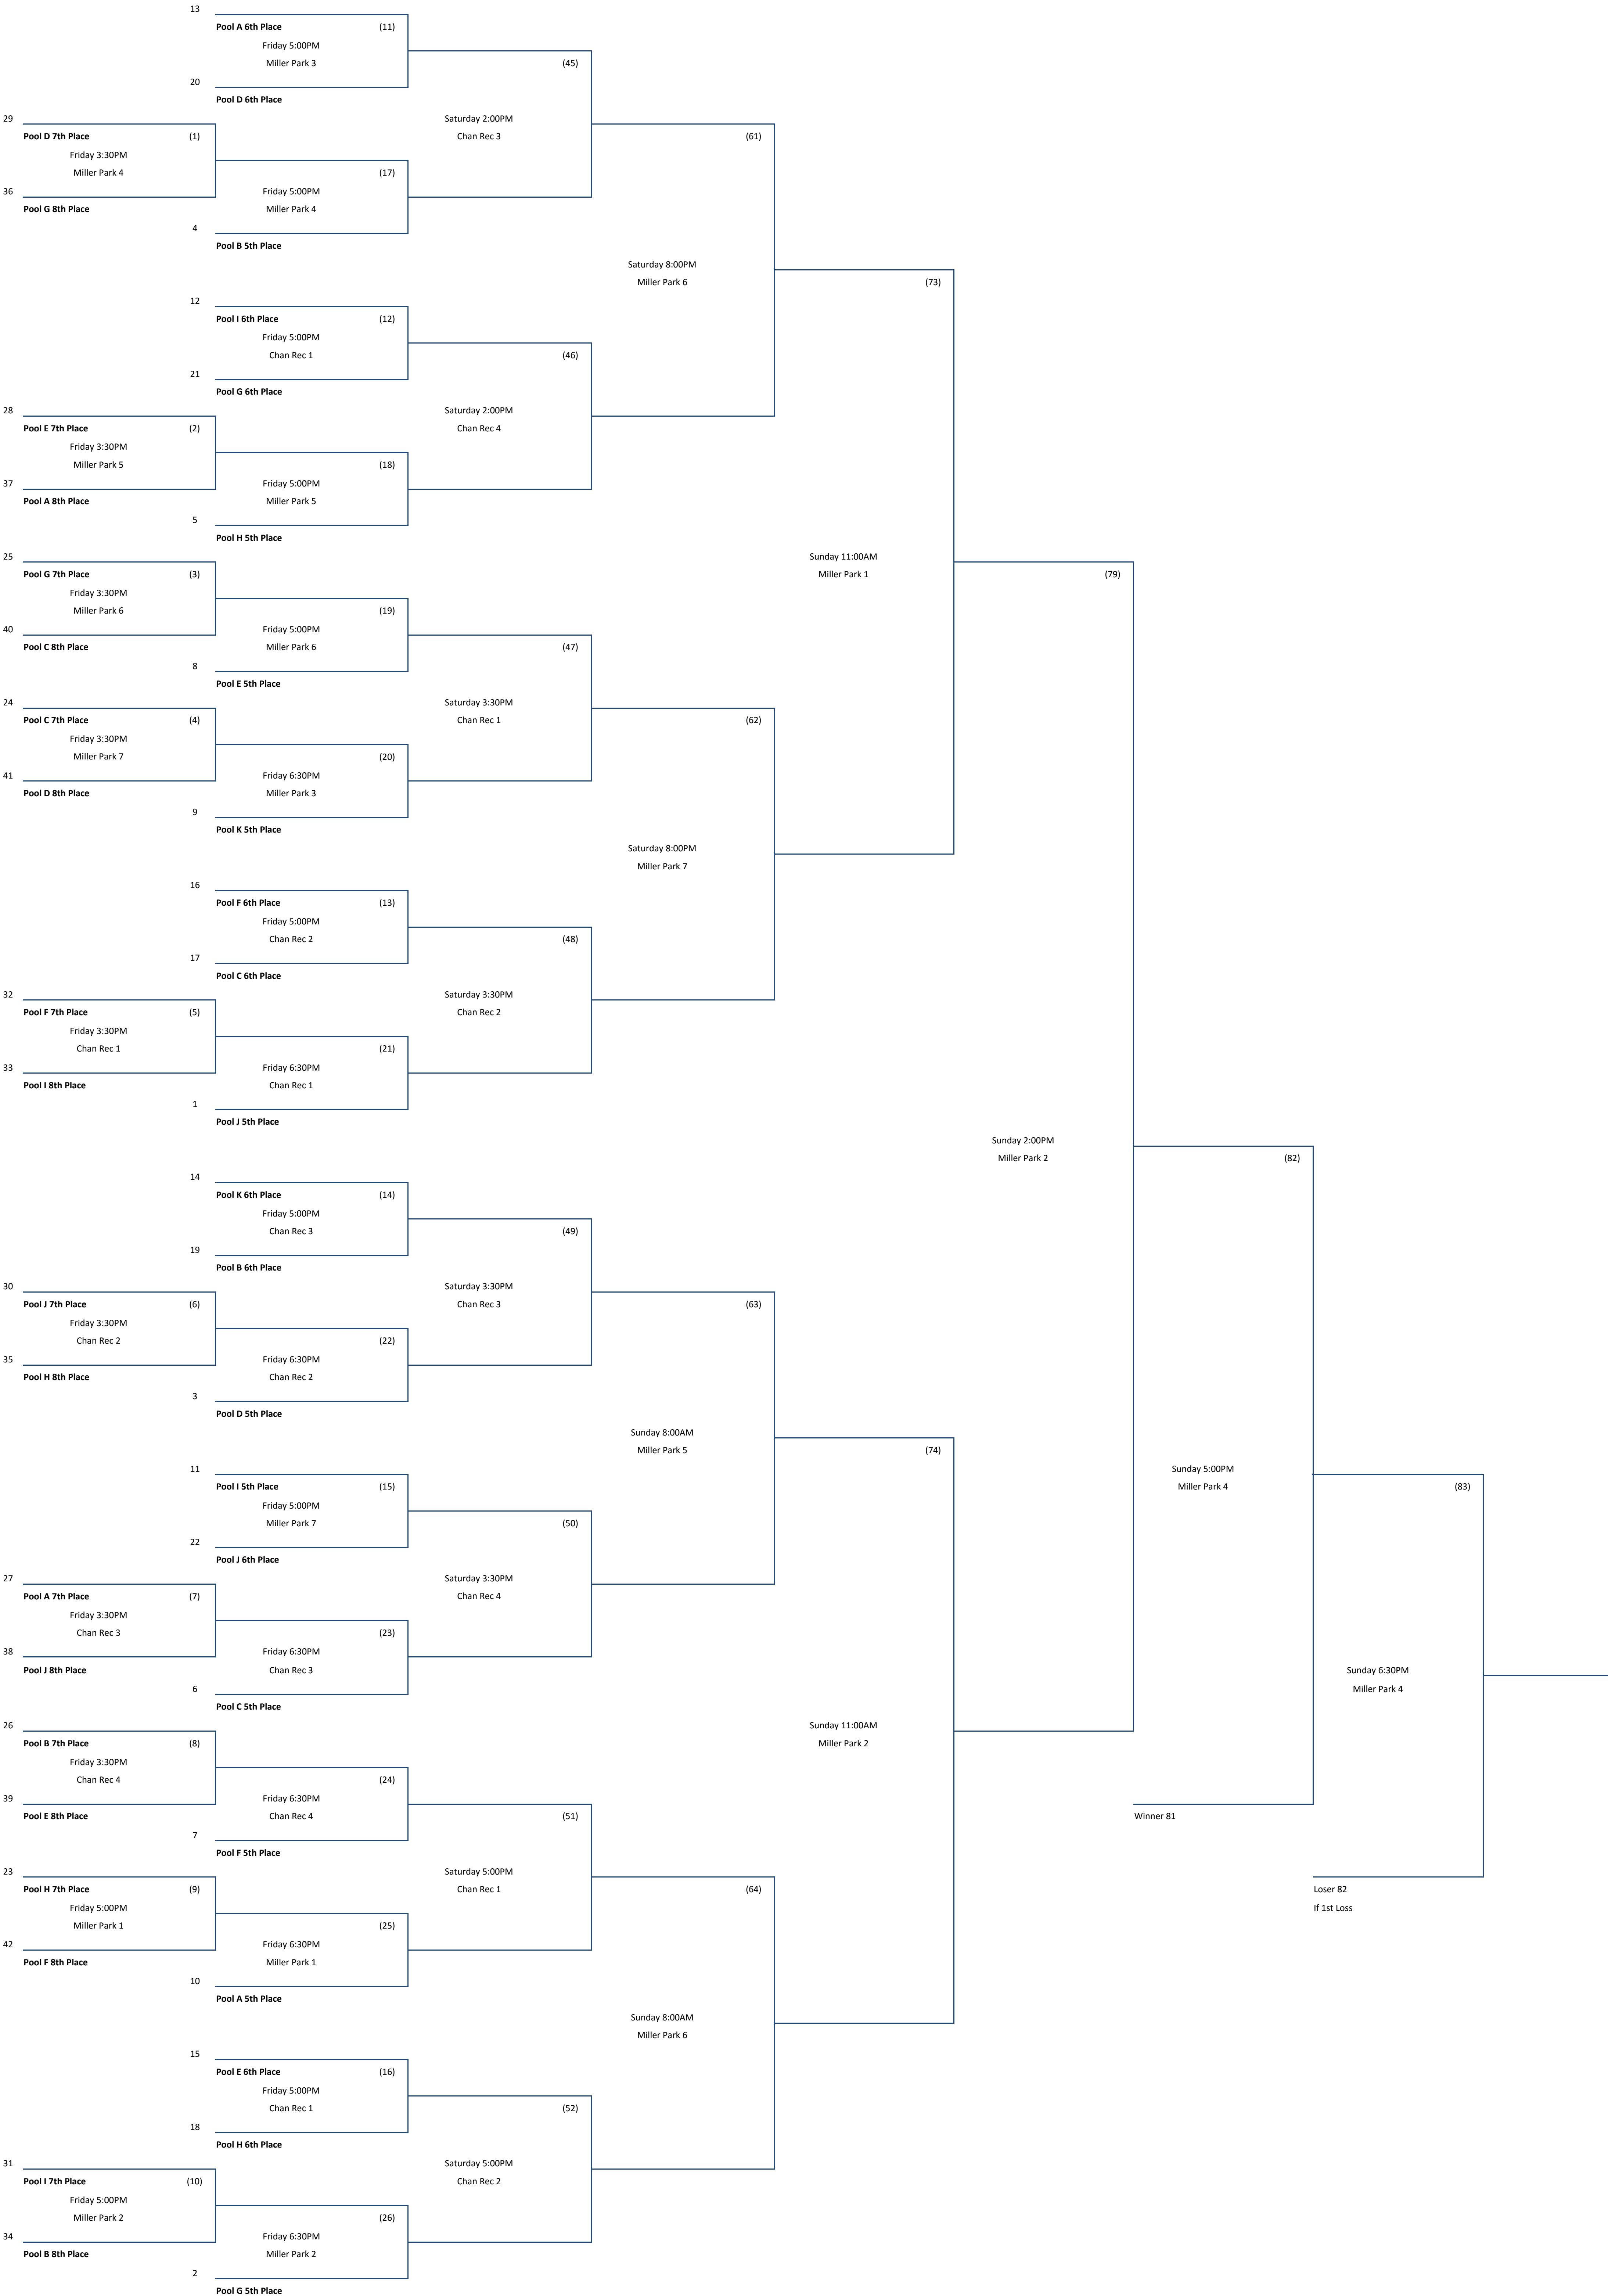 13
Pool A 6th Place (11)
Friday 5:00PM
Miller Park 3 (45)
20
Pool D 6th Place
29 Saturday 2:00PM
Pool D 7th Place (1) Chan Rec 3 (61)
Friday 3:30PM
Miller Park 4 (17)
36 Friday 5:00PM
Pool G 8th Place Miller Park 4
4
Pool B 5th Place
Saturday 8:00PM
Miller Park 6 (73)
12
Pool I 6th Place (12)
Friday 5:00PM
Chan Rec 1 (46)
21
Pool G 6th Place
28 Saturday 2:00PM
Pool E 7th Place (2) Chan Rec 4
Friday 3:30PM
Miller Park 5 (18)
37 Friday 5:00PM
Pool A 8th Place Miller Park 5
5
Pool H 5th Place
25 Sunday 11:00AM
Pool G 7th Place (3) Miller Park 1 (79)
Friday 3:30PM
Miller Park 6 (19)
40 Friday 5:00PM
Pool C 8th Place Miller Park 6 (47)
8
Pool E 5th Place
24 Saturday 3:30PM
Pool C 7th Place (4) Chan Rec 1 (62)
Friday 3:30PM
Miller Park 7 (20)
41 Friday 6:30PM
Pool D 8th Place Miller Park 3
9
Pool K 5th Place
Saturday 8:00PM
Miller Park 7
16
Pool F 6th Place (13)
Friday 5:00PM
Chan Rec 2 (48)
17
Pool C 6th Place
32 Saturday 3:30PM
Pool F 7th Place (5) Chan Rec 2
Friday 3:30PM
Chan Rec 1 (21)
33 Friday 6:30PM
Pool I 8th Place Chan Rec 1
1
Pool J 5th Place
Sunday 2:00PM
Miller Park 2 (82)
14
Pool K 6th Place (14)
Friday 5:00PM
Chan Rec 3 (49)
19
Pool B 6th Place
30 Saturday 3:30PM
Pool J 7th Place (6) Chan Rec 3 (63)
Friday 3:30PM
Chan Rec 2 (22)
35 Friday 6:30PM
Pool H 8th Place Chan Rec 2
3
Pool D 5th Place
Sunday 8:00AM
Miller Park 5 (74)
11 Sunday 5:00PM
Pool I 5th Place (15) Miller Park 4 (83)
Friday 5:00PM
Miller Park 7 (50)
22
Pool J 6th Place
27 Saturday 3:30PM
Pool A 7th Place (7) Chan Rec 4
Friday 3:30PM
Chan Rec 3 (23)
38 Friday 6:30PM
Pool J 8th Place Chan Rec 3 Sunday 6:30PM
6 Miller Park 4
Pool C 5th Place
26 Sunday 11:00AM
Pool B 7th Place (8) Miller Park 2
Friday 3:30PM
Chan Rec 4 (24)
39 Friday 6:30PM
Pool E 8th Place Chan Rec 4 (51) Winner 81
7
Pool F 5th Place
23 Saturday 5:00PM
Pool H 7th Place (9) Chan Rec 1 (64) Loser 82
Friday 5:00PM If 1st Loss
Miller Park 1 (25)
42 Friday 6:30PM
Pool F 8th Place Miller Park 1
10
Pool A 5th Place
Sunday 8:00AM
Miller Park 6
15
Pool E 6th Place (16)
Friday 5:00PM
Chan Rec 1 (52)
18
Pool H 6th Place
31 Saturday 5:00PM
Pool I 7th Place (10) Chan Rec 2
Friday 5:00PM
Miller Park 2 (26)
34 Friday 6:30PM
Pool B 8th Place Miller Park 2
2
Pool G 5th Place